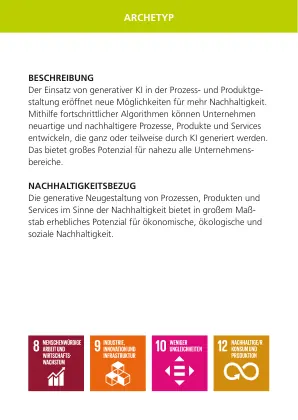 ARCHETYP
BESCHREIBUNG
Der Einsatz von generativer KI in der Prozess- und Produktge-
staltung eröffnet neue Möglichkeiten für mehr Nachhaltigkeit.
Mithilfe fortschrittlicher Algorithmen können Unternehmen
neuartige und nachhaltigere Prozesse, Produkte und Services
entwickeln, die ganz oder teilweise durch KI generiert werden.
Das bietet großes Potenzial für nahezu alle Unternehmens-
bereiche.
NACHHALTIGKEITSBEZUG
Die generative Neugestaltung von Prozessen, Produkten und
Services im Sinne der Nachhaltigkeit bietet in großem Maß-
stab erhebliches Potenzial für ökonomische, ökologische und
soziale Nachhaltigkeit.
8 MENSCHENWÜRDIGE
ARBEIT UND
WIRTSCHAFTS-
WACHSTUM
9 INDUSTRIE,
INNOVATION UND
INFRASTRUKTUR
10 WENIGER
UNGLEICHHEITEN
12 NACHHALTIGE/R
KONSUM UND
PRODUKTION